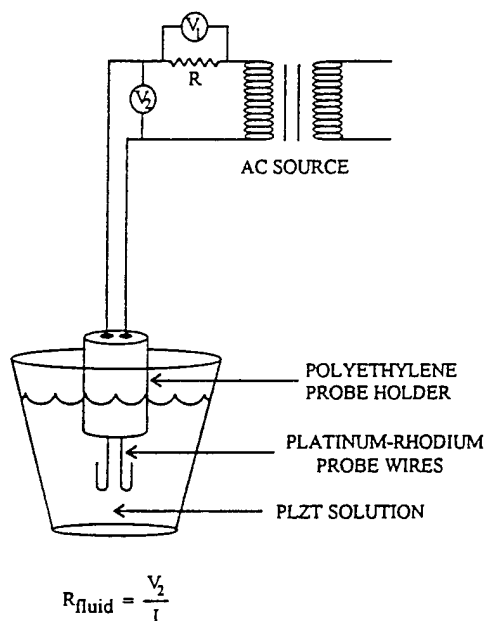 V1
R
V2
AC SOURCE
POLYETHYLENE
PROBE HOLDER
PLATINUM-RHODIUM
PROBE WIRES
PLZT SOLUTION
Rfluid = V2
I